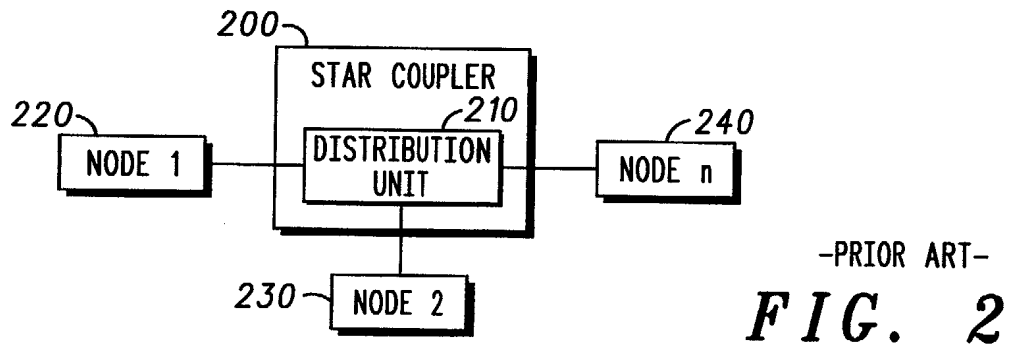 200
STAR COUPLER
210
220
240
NODE 1
DISTRIBUTION
UNIT
NODE n
230
NODE 2
-PRIOR ART-
FIG. 2